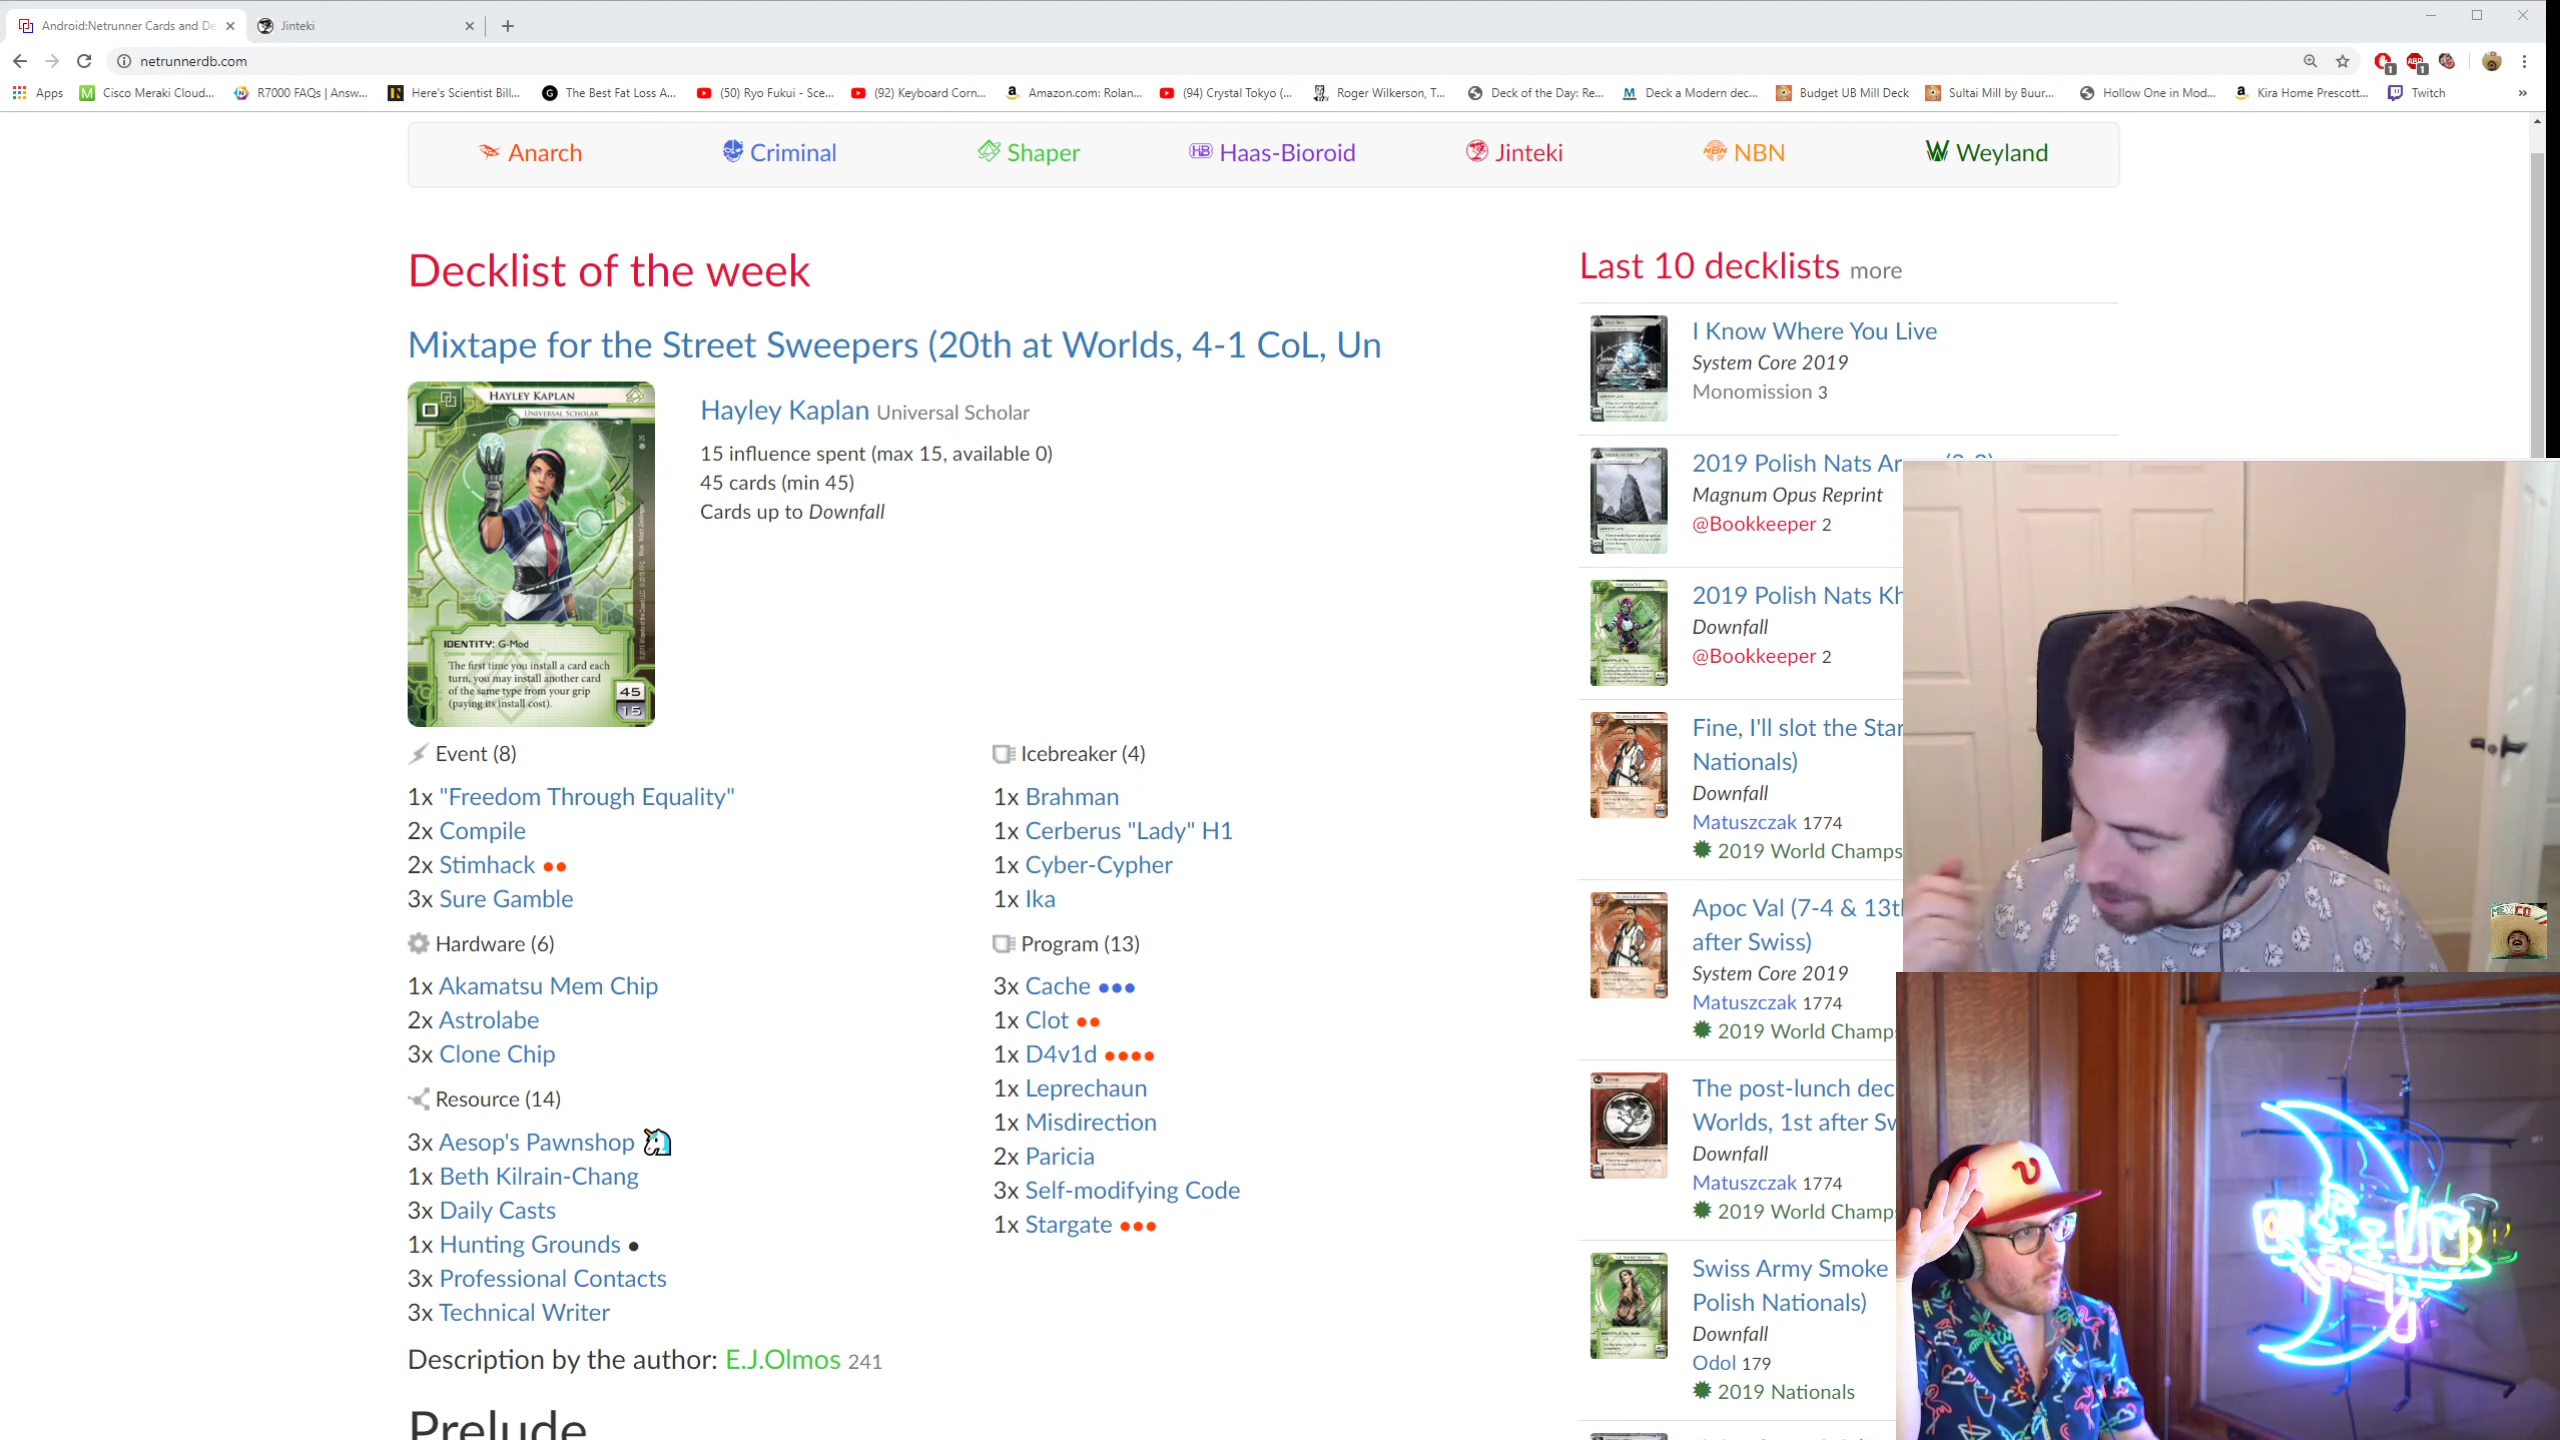 Android:Netrunner Cards and De
Jinteki
netrunnerdb.com
Apps
Cisco Meraki Cloud...
R7000 FAQs | Answ...
Here's Scientist Bill...
The Best Fat Loss A...
(50) Ryo Fukui - Sce...
(92) Keyboard Corn...
Amazon.com: Rolan...
(94) Crystal Tokyo (...
Roger Wilkerson, T...
Deck of the Day: Re...
Deck a Modern dec...
Budget UB Mill Deck
Sultai Mill by Buur...
Hollow One in Mod...
Kira Home Prescott...
Twitch
Anarch
Criminal
Shaper
Haas-Bioroid
Jinteki
NBN
Weyland
Decklist of the week
Mixtape for the Street Sweepers (20th at Worlds, 4-1 CoL, Un
HAYLEY KAPLAN
UNIVERSAL SCHOLAR
IDENTITY: G-Mod
The first time you install a card each
turn, you may install another card
of the same type from your grip
(paying its install cost).
45
15
Hayley Kaplan Universal Scholar
15 influence spent (max 15, available 0)
45 cards (min 45)
Cards up to Downfall
Event (8)
1x "Freedom Through Equality"
2x Compile
2x Stimhack
3x Sure Gamble
Hardware (6)
1x Akamatsu Mem Chip
2x Astrolabe
3x Clone Chip
Resource (14)
3x Aesop's Pawnshop
1x Beth Kilrain-Chang
3x Daily Casts
1x Hunting Grounds
3x Professional Contacts
3x Technical Writer
Icebreaker (4)
1x Brahman
1x Cerberus "Lady" H1
1x Cyber-Cypher
1x Ika
Program (13)
3x Cache
1x Clot
1x D4v1d
1x Leprechaun
1x Misdirection
2x Paricia
3x Self-modifying Code
1x Stargate
Description by the author: E.J.Olmos 241
Prelude
Last 10 decklists more
I Know Where You Live
System Core 2019
Monomission 3
2019 Polish Nats
Magnum Opus Reprint
@Bookkeeper 2
2019 Polish Nats Kh
Downfall
@Bookkeeper 2
Fine, I'll slot the Star
Nationals)
Downfall
Matuszczak 1774
2019 World Champs
Apoc Val (7-4 & 13th
after Swiss)
System Core 2019
Matuszczak 1774
2019 World Champs
The post-lunch dec
Worlds, 1st after Sw
Downfall
Matuszczak 1774
2019 World Champs
Swiss Army Smoke
Polish Nationals)
Downfall
Odol 179
2019 Nationals
MEXICO